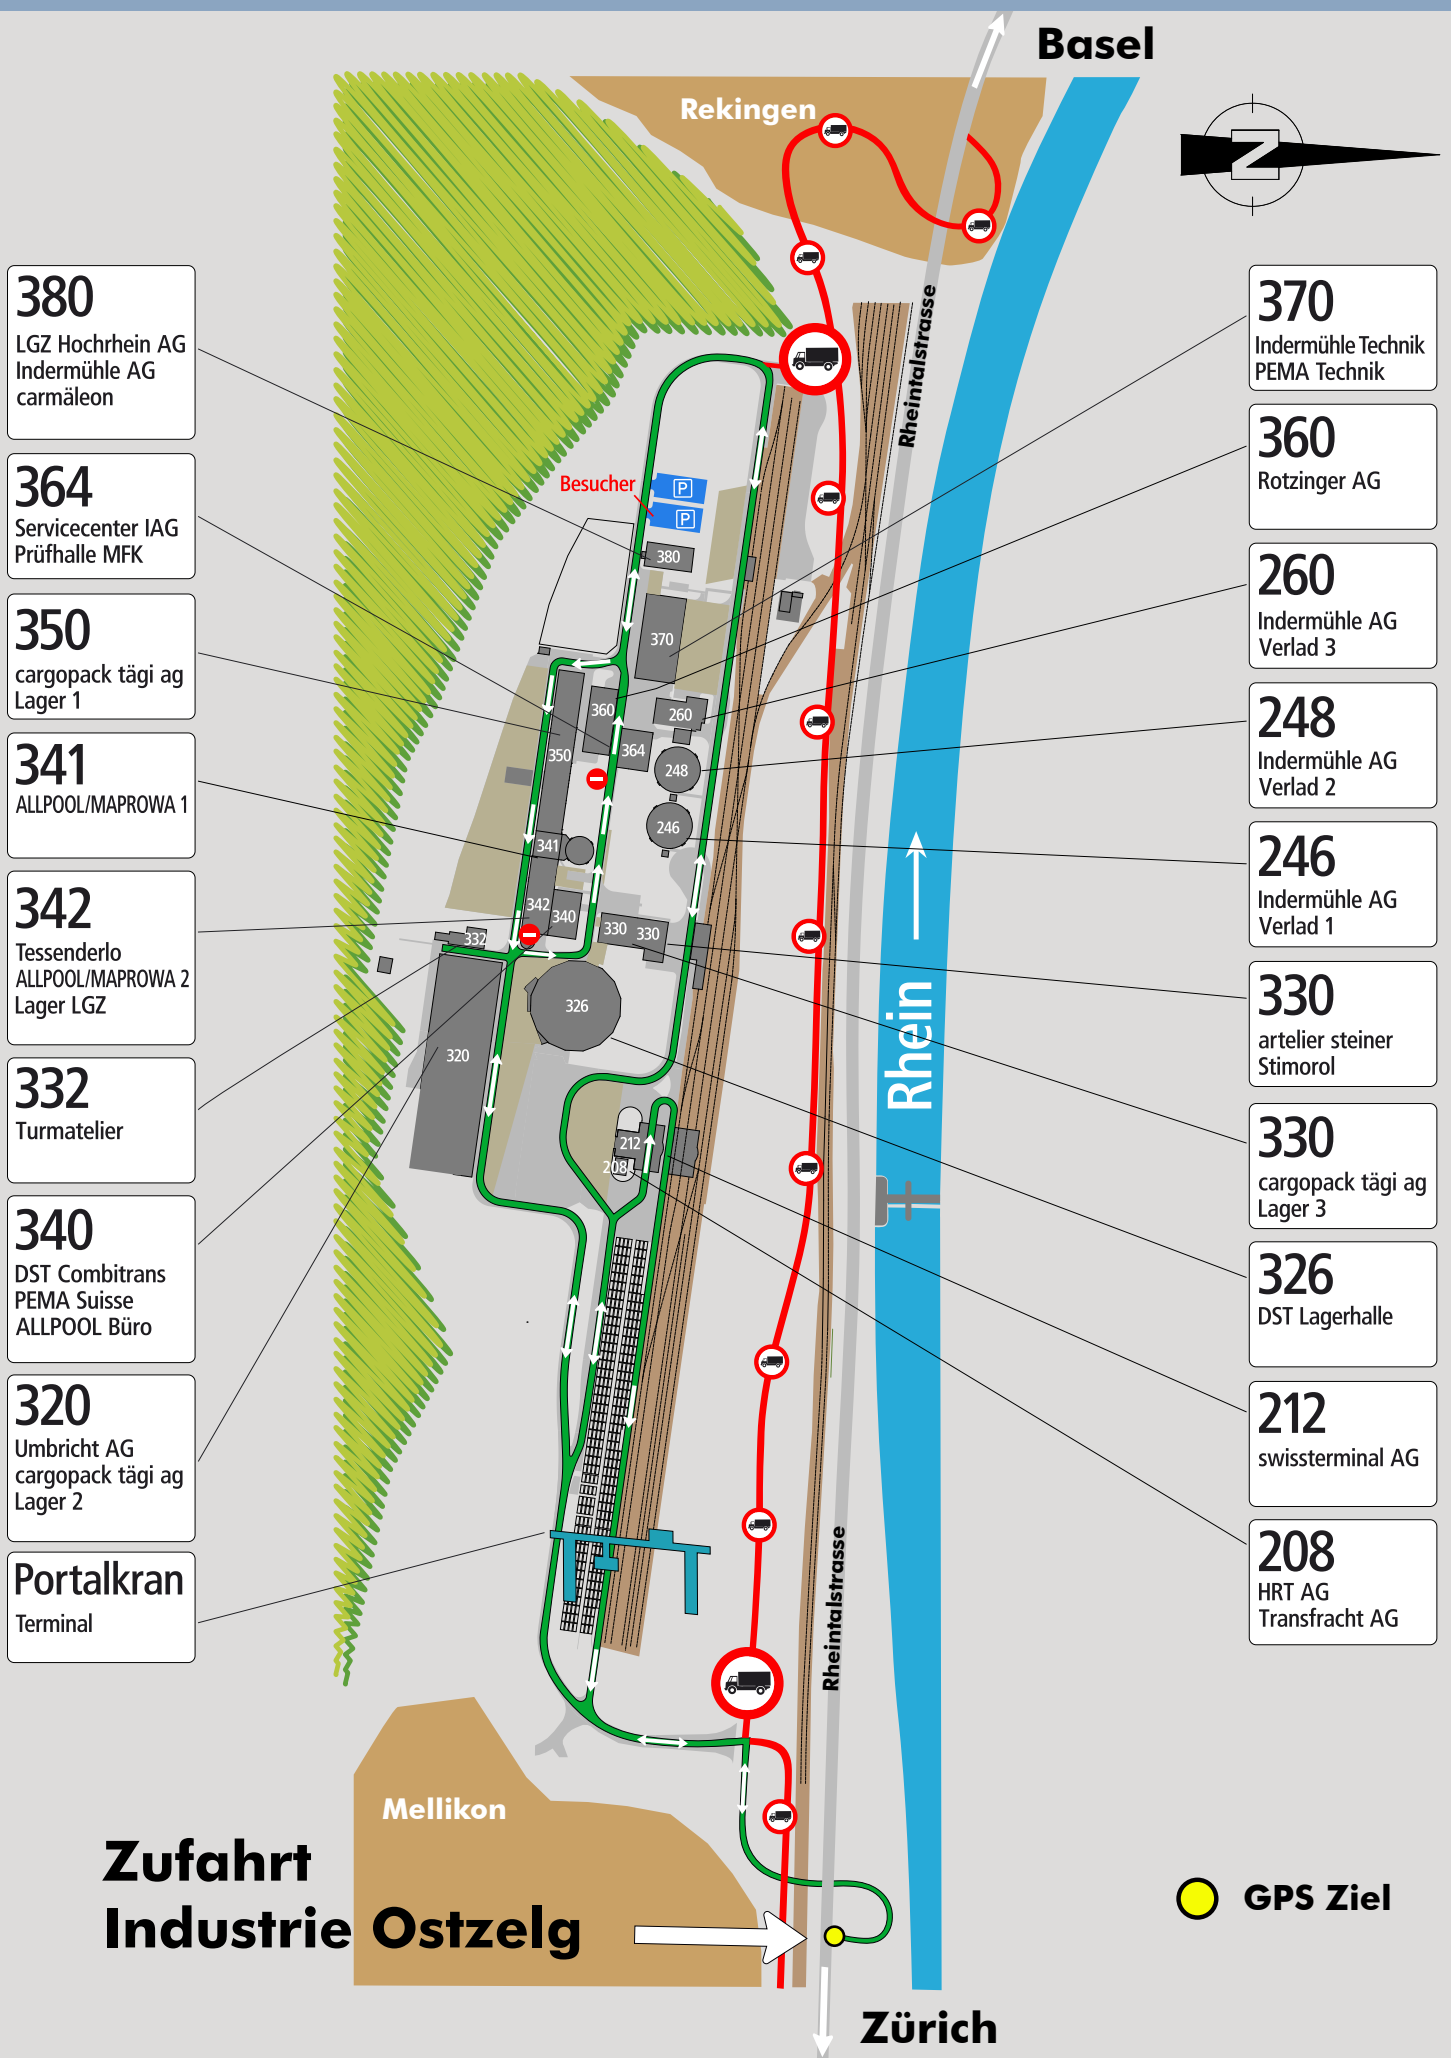 Basel
Rekingen
N
380
LGZ Hochrhein AG
Indermühle AG
carmäleon
364
Servicecenter IAG
Prüfhalle MFK
350
cargopack tägi ag
Lager 1
341
ALLPOOL/MAPROWA 1
342
Tessenderlo
ALLPOOL/MAPROWA 2
Lager LGZ
332
Turmatelier
340
DST Combitrans
PEMA Suisse
ALLPOOL Büro
320
Umbricht AG
cargopack tägi ag
Lager 2
Portalkran
Terminal
Besucher
P
P
380
370
360
260
364
350
248
246
341
342
340
330
330
332
326
320
212
208
Rheintalstrasse
Rhein
Rheintalstrasse
370
Indermühle Technik
PEMA Technik
360
Rotzinger AG
260
Indermühle AG
Verlad 3
248
Indermühle AG
Verlad 2
246
Indermühle AG
Verlad 1
330
artelier steiner
Stimorol
330
cargopack tägi ag
Lager 3
326
DST Lagerhalle
212
swissterminal AG
208
HRT AG
Transfracht AG
Mellikon
Zufahrt
Industrie Ostzelg
GPS Ziel
Zürich